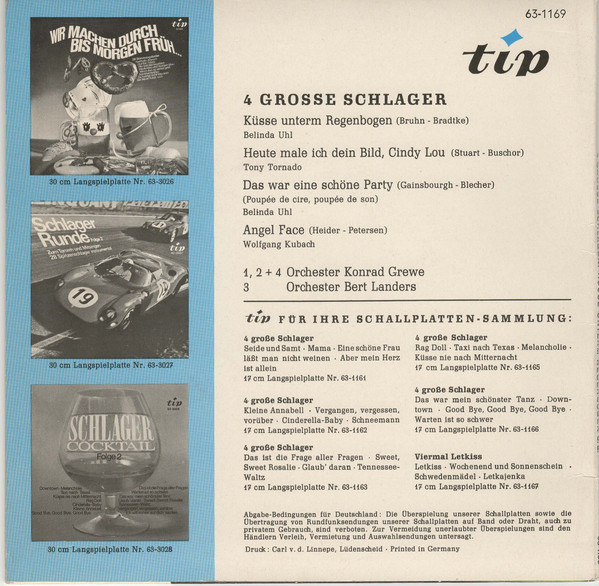 63-1169
tip
4 GROSSE SCHLAGER
Küsse unterm Regenbogen (Bruhn - Bradtke)
Belinda Uhl
Heute male ich dein Bild, Cindy Lou (Stuart - Buschor)
Tony Tornado
Das war eine schöne Party (Gainsbourgh - Blecher)
(Poupée de cire, poupée de son)
Belinda Uhl
Angel Face (Heider - Petersen)
Wolfgang Kubach
1, 2 + 4 Orchester Konrad Grewe
3 Orchester Bert Landers
tip FÜR IHRE SCHALLPLATTEN-SAMMLUNG:
4 große Schlager
Seide und Samt · Mama · Eine schöne Frau
läßt man nicht weinen · Aber mein Herz
ist allein
17 cm Langspielplatte Nr. 63-1161
4 große Schlager
Kleine Annabell · Vergangen, vergessen,
vorüber · Cinderella-Baby · Schneemann
17 cm Langspielplatte Nr. 63-1162
4 große Schlager
Das ist die Frage aller Fragen · Sweet,
Sweet Rosalie · Glaub' daran · Tennessee-
Waltz
17 cm Langspielplatte Nr. 63-1163
4 große Schlager
Rag Doll · Taxi nach Texas · Melancholie ·
Küsse nie nach Mitternacht
17 cm Langspielplatte Nr. 63-1165
4 große Schlager
Das war mein schönster Tanz · Down-
town · Good Bye, Good Bye, Good Bye ·
Warten ist so schwer
17 cm Langspielplatte Nr. 63-1166
Viermal Letkiss
Letkiss · Wochenend und Sonnenschein ·
Schwedenmädel · Letkajenka
17 cm Langspielplatte Nr. 63-1167
Abgabe-Bedingungen für Deutschland: Die Überspielung unserer Schallplatten sowie die
Übertragung von Rundfunksendungen unserer Schallplatten auf Band oder Draht, auch zu
privatem Gebrauch, sind verboten. Zur Vermeidung unerlaubter Überspielungen sind den
Händlern Verleih, Vermietung und Auswahlsendungen untersagt.
Druck: Carl v. d. Linnepe, Lüdenscheid · Printed in Germany
tip
WIR MACHEN DURCH
BIS MORGEN FRÜH...
30 cm Langspielplatte Nr. 63-3026
Schlager
Runde Folge 2
Zum Tanzen und Mitsingen
28 Spitzenschlager instrumental
tip
19
30 cm Langspielplatte Nr. 63-3027
tip
SCHLAGER
COCKTAIL
Folge 2
30 cm Langspielplatte Nr. 63-3028